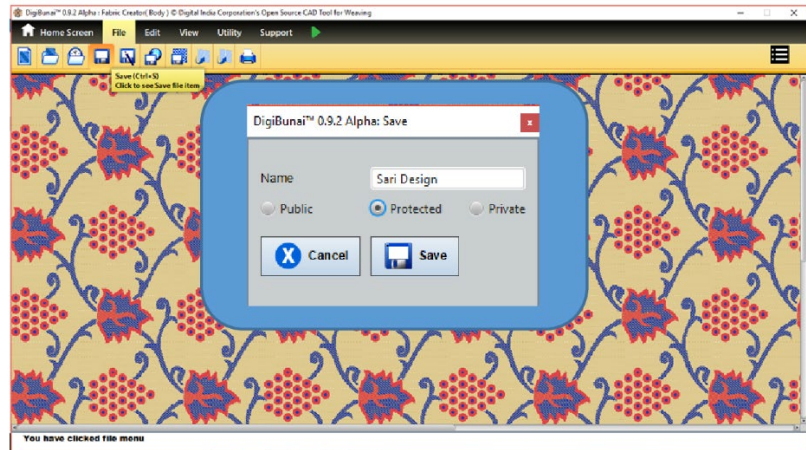 DigiBunai™ 0.9.2 Alpha : Fabric Creator( Body ) © Digital India Corporation's Open Source CAD Tool for Weaving
Home Screen File Edit View Utility Support
Save (Ctrl+S)
Click to see Save file item
DigiBunai™ 0.9.2 Alpha: Save
Name Sari Design
Public Protected Private
X Cancel Save
You have clicked file menu